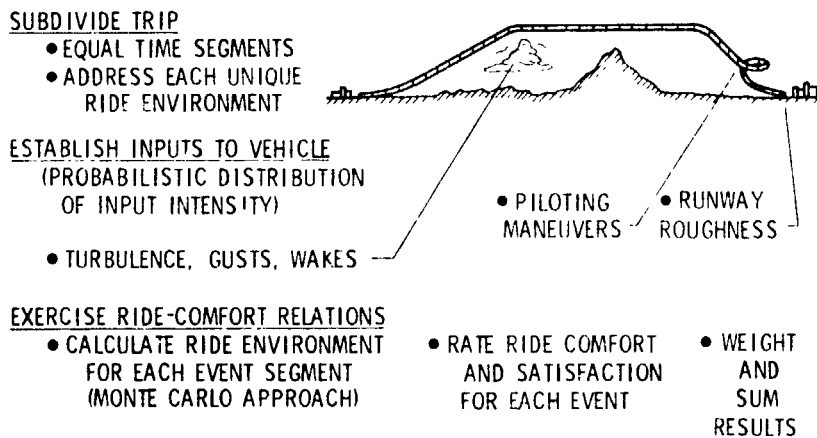 SUBDIVIDE TRIP
• EQUAL TIME SEGMENTS
• ADDRESS EACH UNIQUE
RIDE ENVIRONMENT
ESTABLISH INPUTS TO VEHICLE
(PROBABILISTIC DISTRIBUTION
OF INPUT INTENSITY)
• TURBULENCE, GUSTS, WAKES
• PILOTING
MANEUVERS
• RUNWAY
ROUGHNESS
EXERCISE RIDE-COMFORT RELATIONS
• CALCULATE RIDE ENVIRONMENT
FOR EACH EVENT SEGMENT
(MONTE CARLO APPROACH)
• RATE RIDE COMFORT
AND SATISFACTION
FOR EACH EVENT
• WEIGHT
AND
SUM
RESULTS